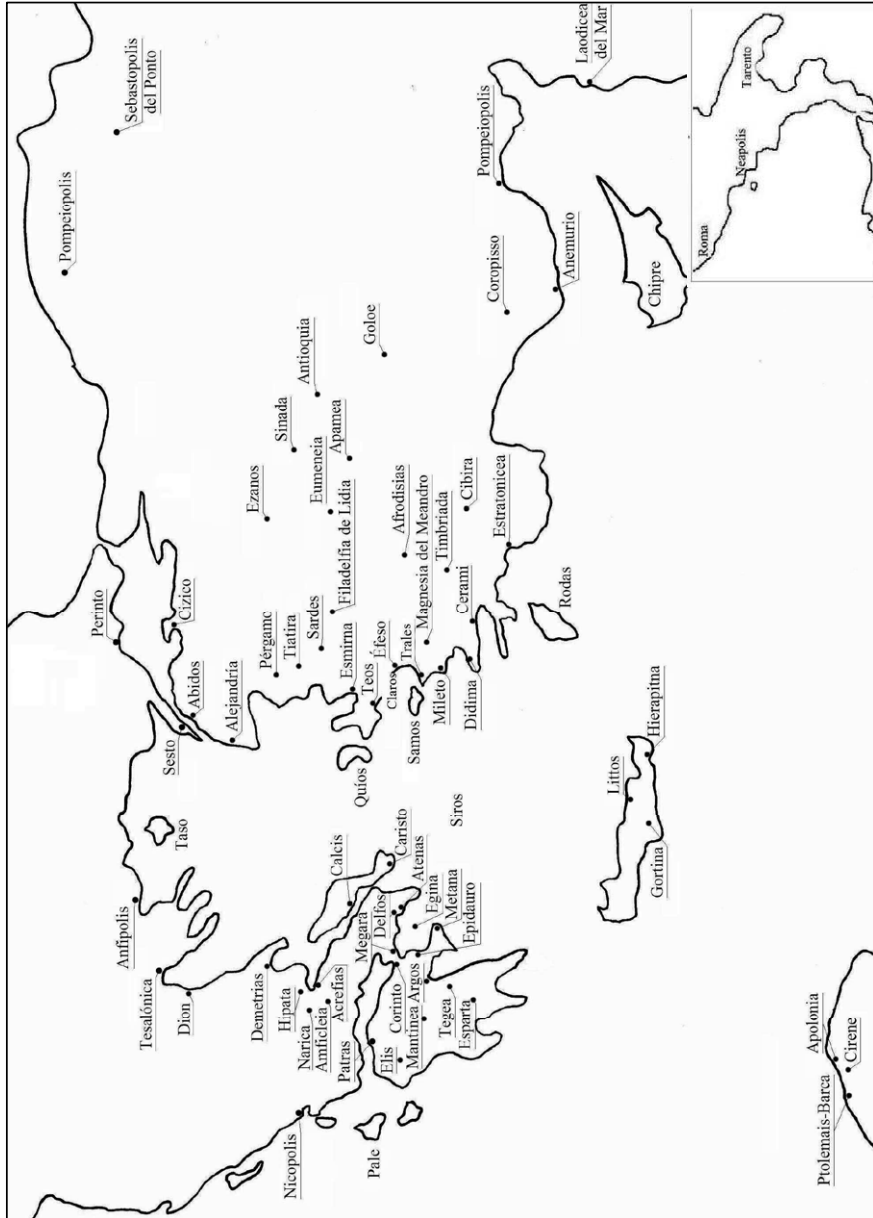 Sebastopolis
del Ponto
Pompeiopolis
Perinto
Cizico
Abidos
Sesto
Alejandría
Taso
Anfipolis
Tesalónica
Dion
Demetrias
Hipata
Narica
Amficleia
Acrefias
Nicopolis
Pale
Patras
Elis
Mantinea
Corinto
Argos
Tegea
Esparta
Megara
Delfos
Atenas
Egina
Metana
Epidauro
Calcis
Caristo
Siros
Quíos
Pérgamc
Tiatira
Sardes
Filadelfia de Lidia
Esmirna
Teos
Claros
Éfeso
Trales
Magnesia del Meandro
Samos
Mileto
Didima
Ezanos
Sinada
Eumeneia
Antioquia
Apamea
Goloe
Afrodisias
Timbriada
Cibira
Cerami
Estratonicea
Rodas
Coropisso
Anemurio
Pompeiopolis
Laodicea
del Mar
Chipre
Littos
Hierapitna
Gortina
Apolonia
Cirene
Ptolemais-Barca
Roma
Neapolis
Tarento